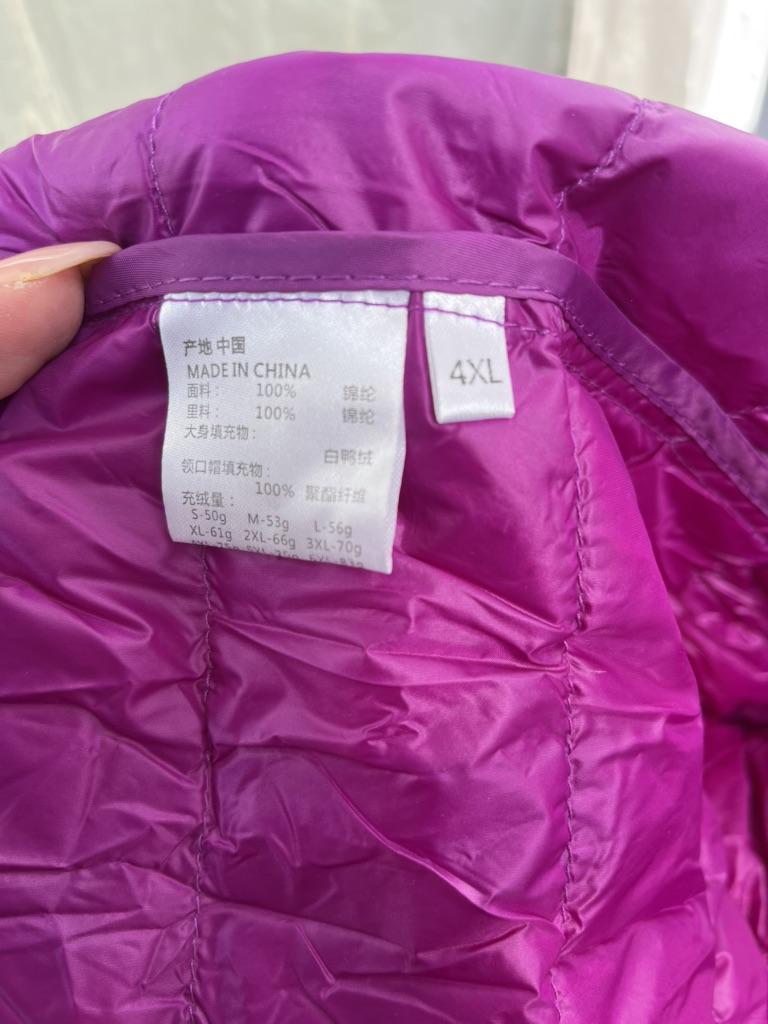 产地 中国
MADE IN CHINA
面料： 100% 锦纶
里料： 100% 锦纶
大身填充物：
白鸭绒
领口帽填充物：
100% 聚酯纤维
充绒量：
S-50g M-53g L-56g
XL-61g 2XL-66g 3XL-70g
4XL